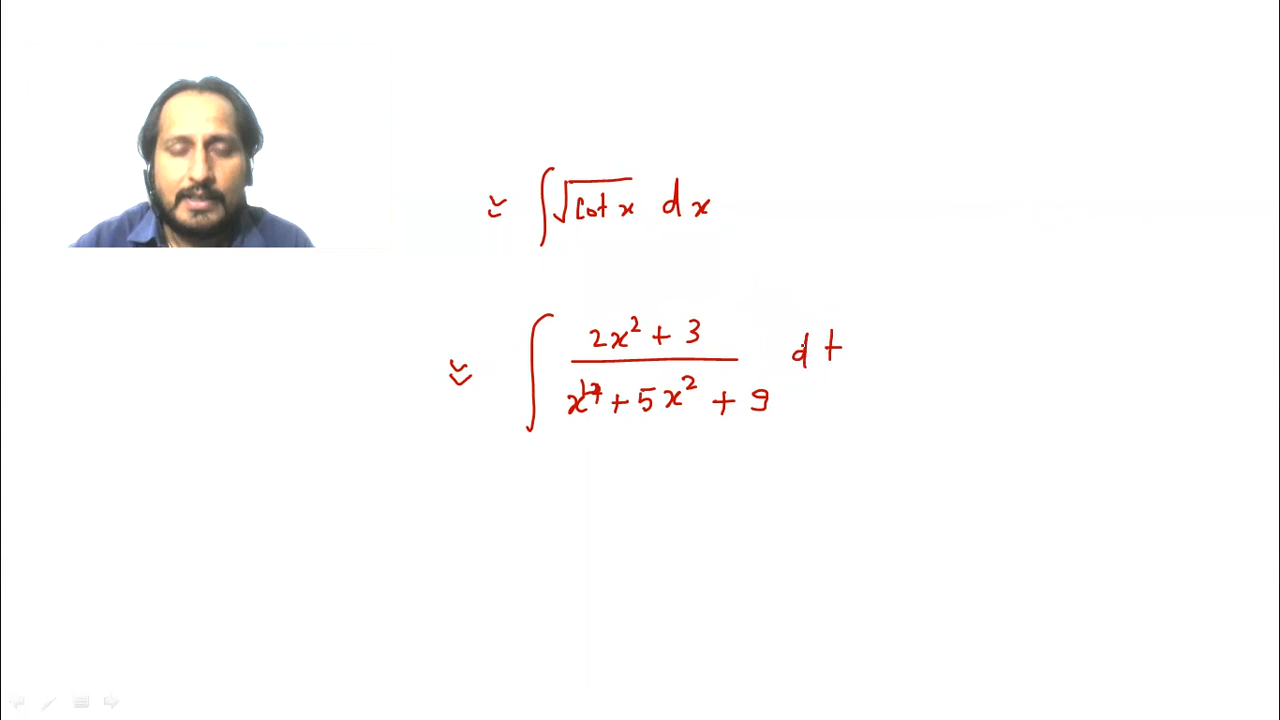 ∫√cot x dx
∫ (2x² + 3) / (x⁴ + 5x² + 9) dt